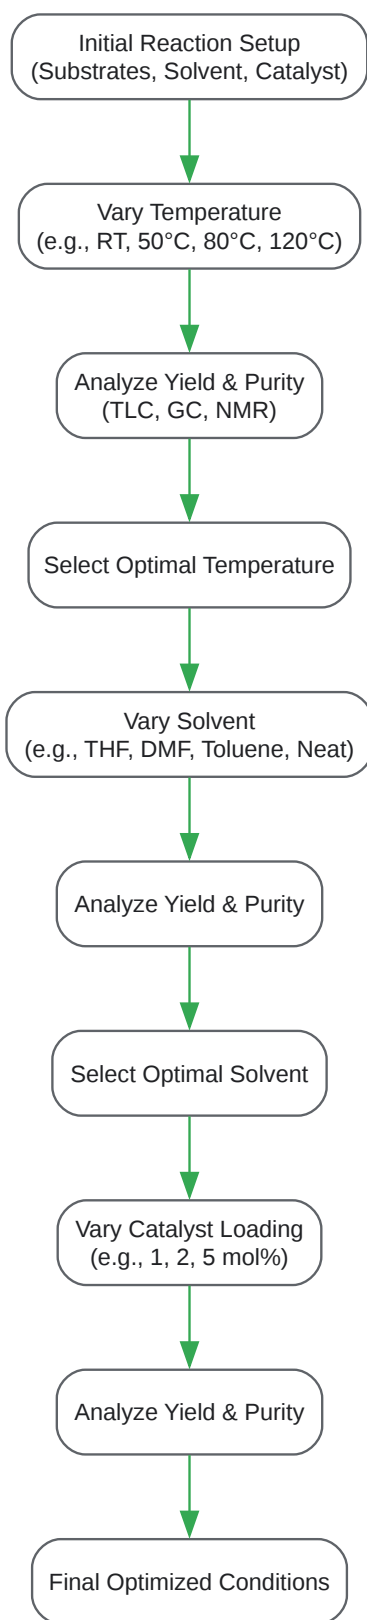 Initial Reaction Setup
(Substrates, Solvent, Catalyst)
Vary Temperature
(e.g., RT, 50°C, 80°C, 120°C)
Analyze Yield & Purity
(TLC, GC, NMR)
Select Optimal Temperature
Vary Solvent
(e.g., THF, DMF, Toluene, Neat)
Analyze Yield & Purity
Select Optimal Solvent
Vary Catalyst Loading
(e.g., 1, 2, 5 mol%)
Analyze Yield & Purity
Final Optimized Conditions